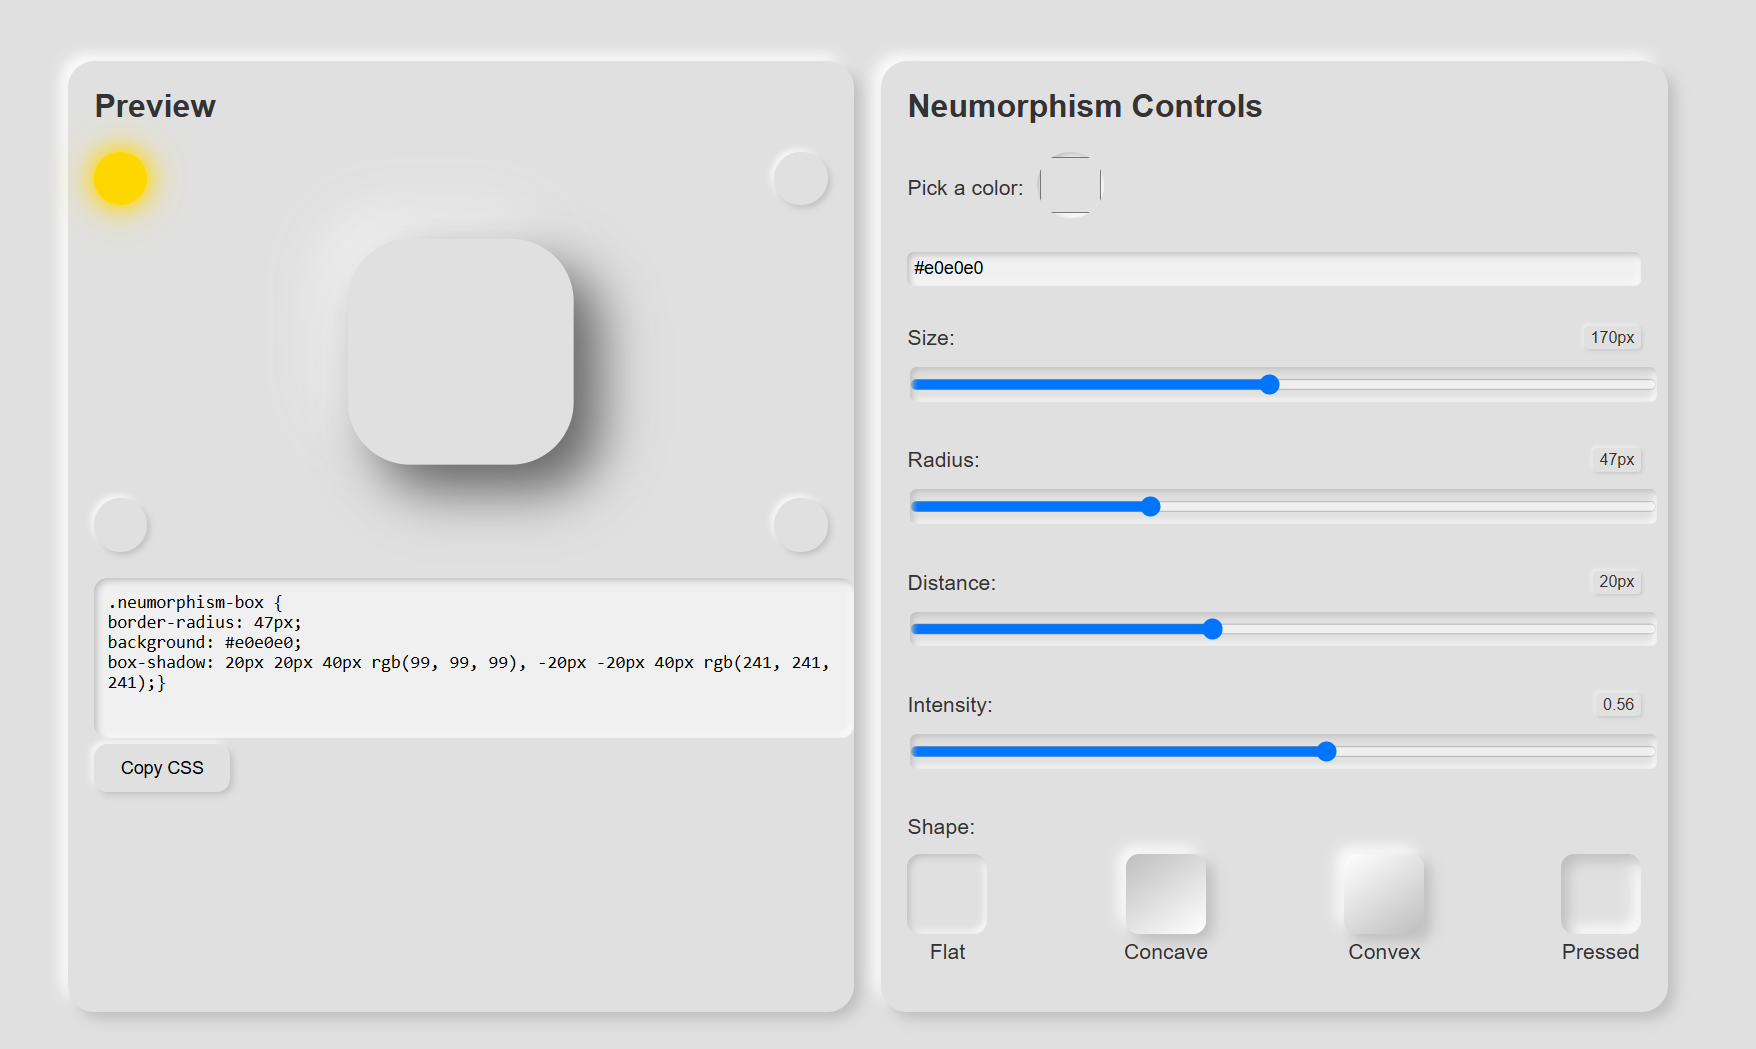 Preview
.neumorphism-box {
border-radius: 47px;
background: #e0e0e0;
box-shadow: 20px 20px 40px rgb(99, 99, 99), -20px -20px 40px rgb(241, 241,
241);}
Copy CSS
Neumorphism Controls
Pick a color:
#e0e0e0
Size:
170px
Radius:
47px
Distance:
20px
Intensity:
0.56
Shape:
Flat
Concave
Convex
Pressed